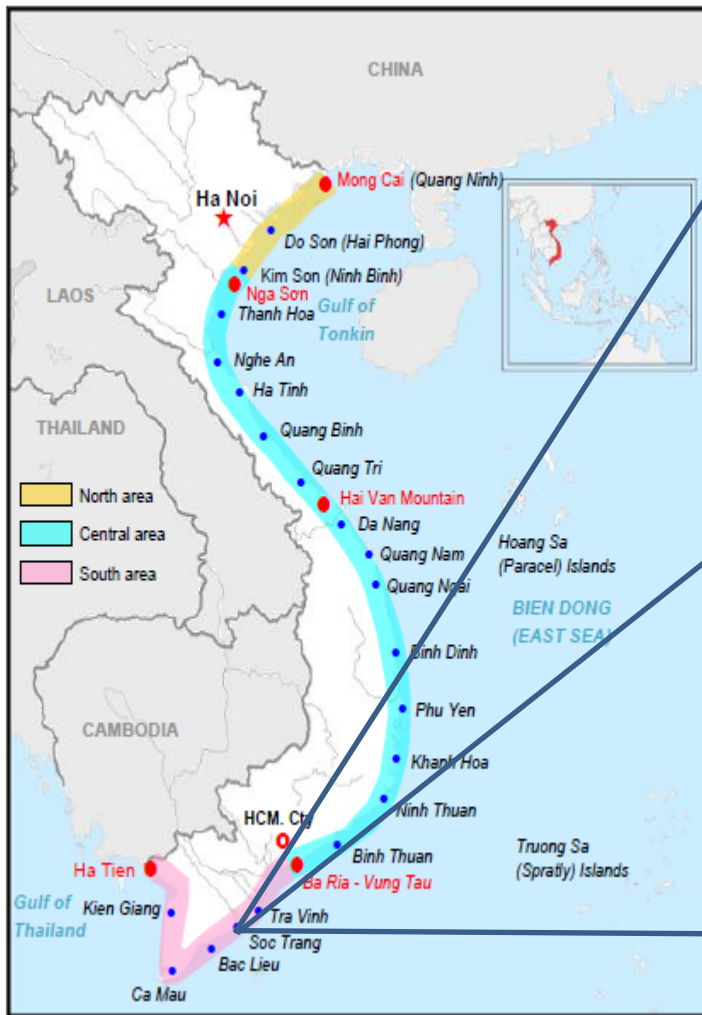 CHINA
Mong Cai (Quang Ninh)
Ha Noi
Do Son (Hai Phong)
Kim Son (Ninh Binh)
LAOS
Nga Sơn
Gulf of
Tonkin
Thanh Hoa
Nghe An
Ha Tinh
THAILAND
Quang Binh
Quang Tri
North area
Hai Van Mountain
Central area
Da Nang
Hoang Sa
(Paracel) Islands
Quang Nam
South area
Quang Ngai
BIEN DONG
(EAST SEA)
Binh Dinh
Phu Yen
CAMBODIA
Khanh Hoa
Ninh Thuan
HCM. Cty
Binh Thuan
Truong Sa
(Spratly) Islands
Ha Tien
Ba Ria - Vung Tau
Gulf of
Thailand
Kien Giang
Tra Vinh
Soc Trang
Bac Lieu
Ca Mau